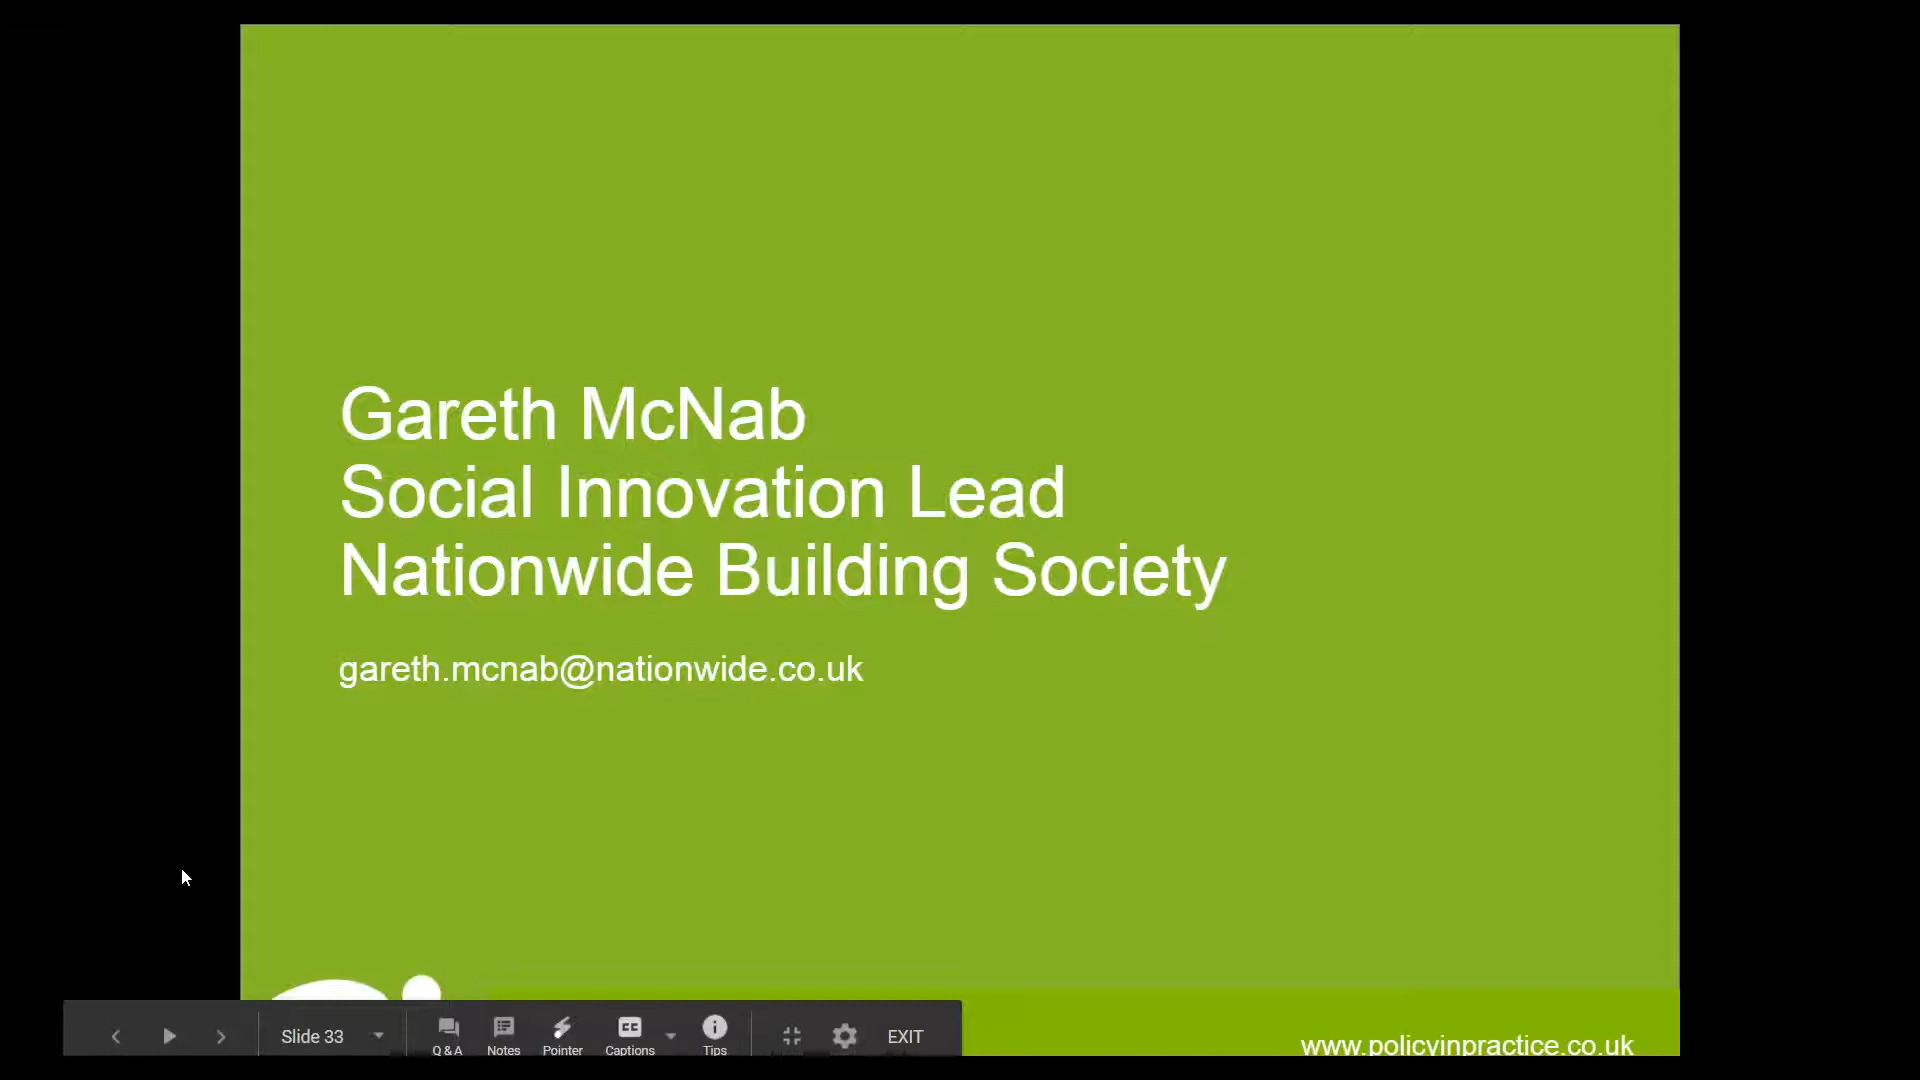 Gareth McNab
Social Innovation Lead
Nationwide Building Society
gareth.mcnab@nationwide.co.uk
Slide 33
Q & A
Notes
Pointer
Captions
Tips
EXIT
www.policyinpractice.co.uk